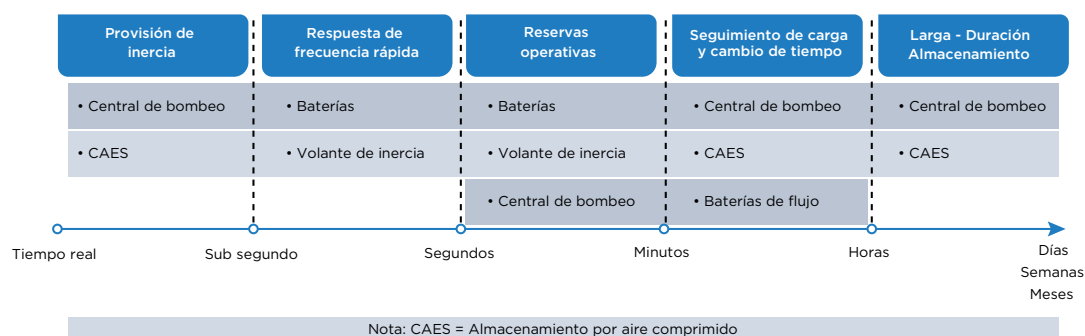 Provisión de
inercia
Respuesta de
frecuencia rápida
Reservas
operativas
Seguimiento de carga
y cambio de tiempo
Larga - Duración
Almacenamiento
• Central de bombeo
• Baterías
• Baterías
• Central de bombeo
• Central de bombeo
• CAES
• Volante de inercia
• Volante de inercia
• CAES
• CAES
• Central de bombeo
• Baterías de flujo
Tiempo real
Sub segundo
Segundos
Minutos
Horas
Días
Semanas
Meses
Nota: CAES = Almacenamiento por aire comprimido